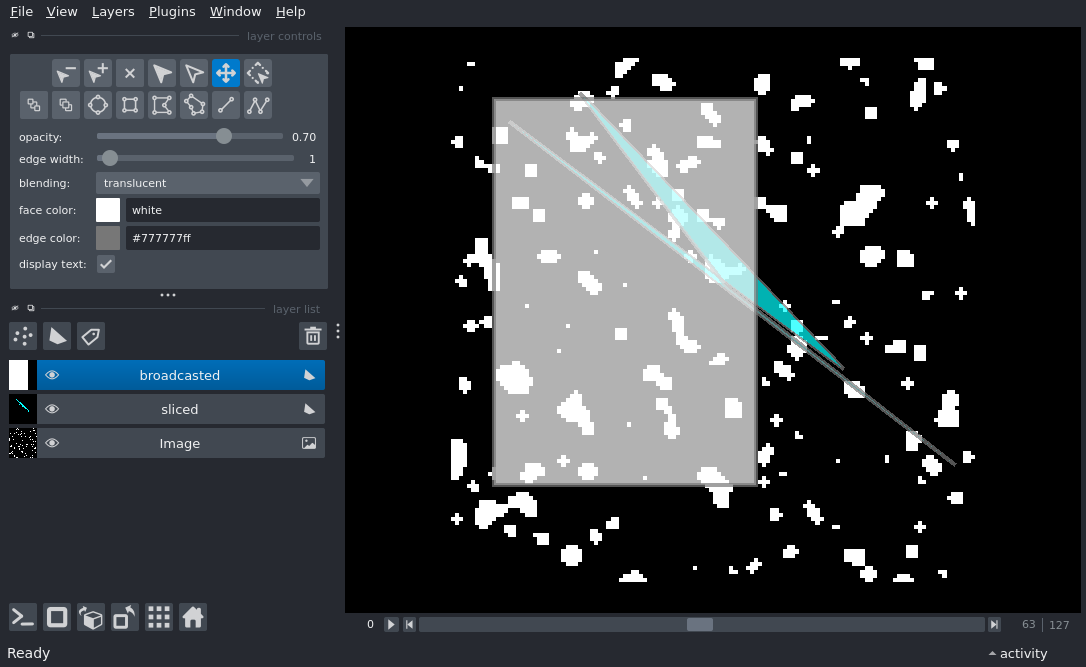 File View Layers Plugins Window Help
layer controls
opacity: 0.70
edge width: 1
blending: translucent
face color: white
edge color: #777777ff
display text:
layer list
broadcasted
sliced
Image
0 63 127
Ready activity